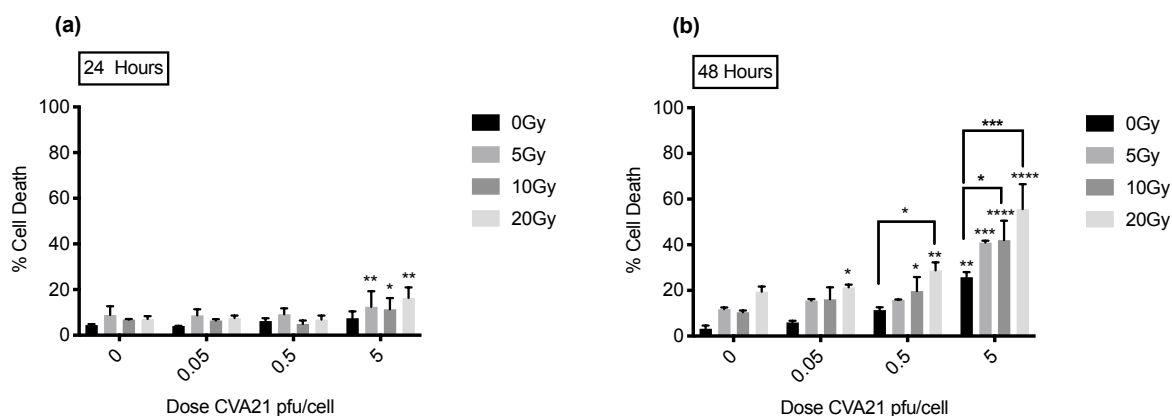 (a)
24 Hours
100
80
60
40
20
0
% Cell Death
** * **
0 0.05 0.5 5
Dose CVA21 pfu/cell
0Gy
5Gy
10Gy
20Gy
(b)
48 Hours
100
80
60
40
20
0
% Cell Death
*
*
* **
***
*
** *** **** ****
0 0.05 0.5 5
Dose CVA21 pfu/cell
0Gy
5Gy
10Gy
20Gy